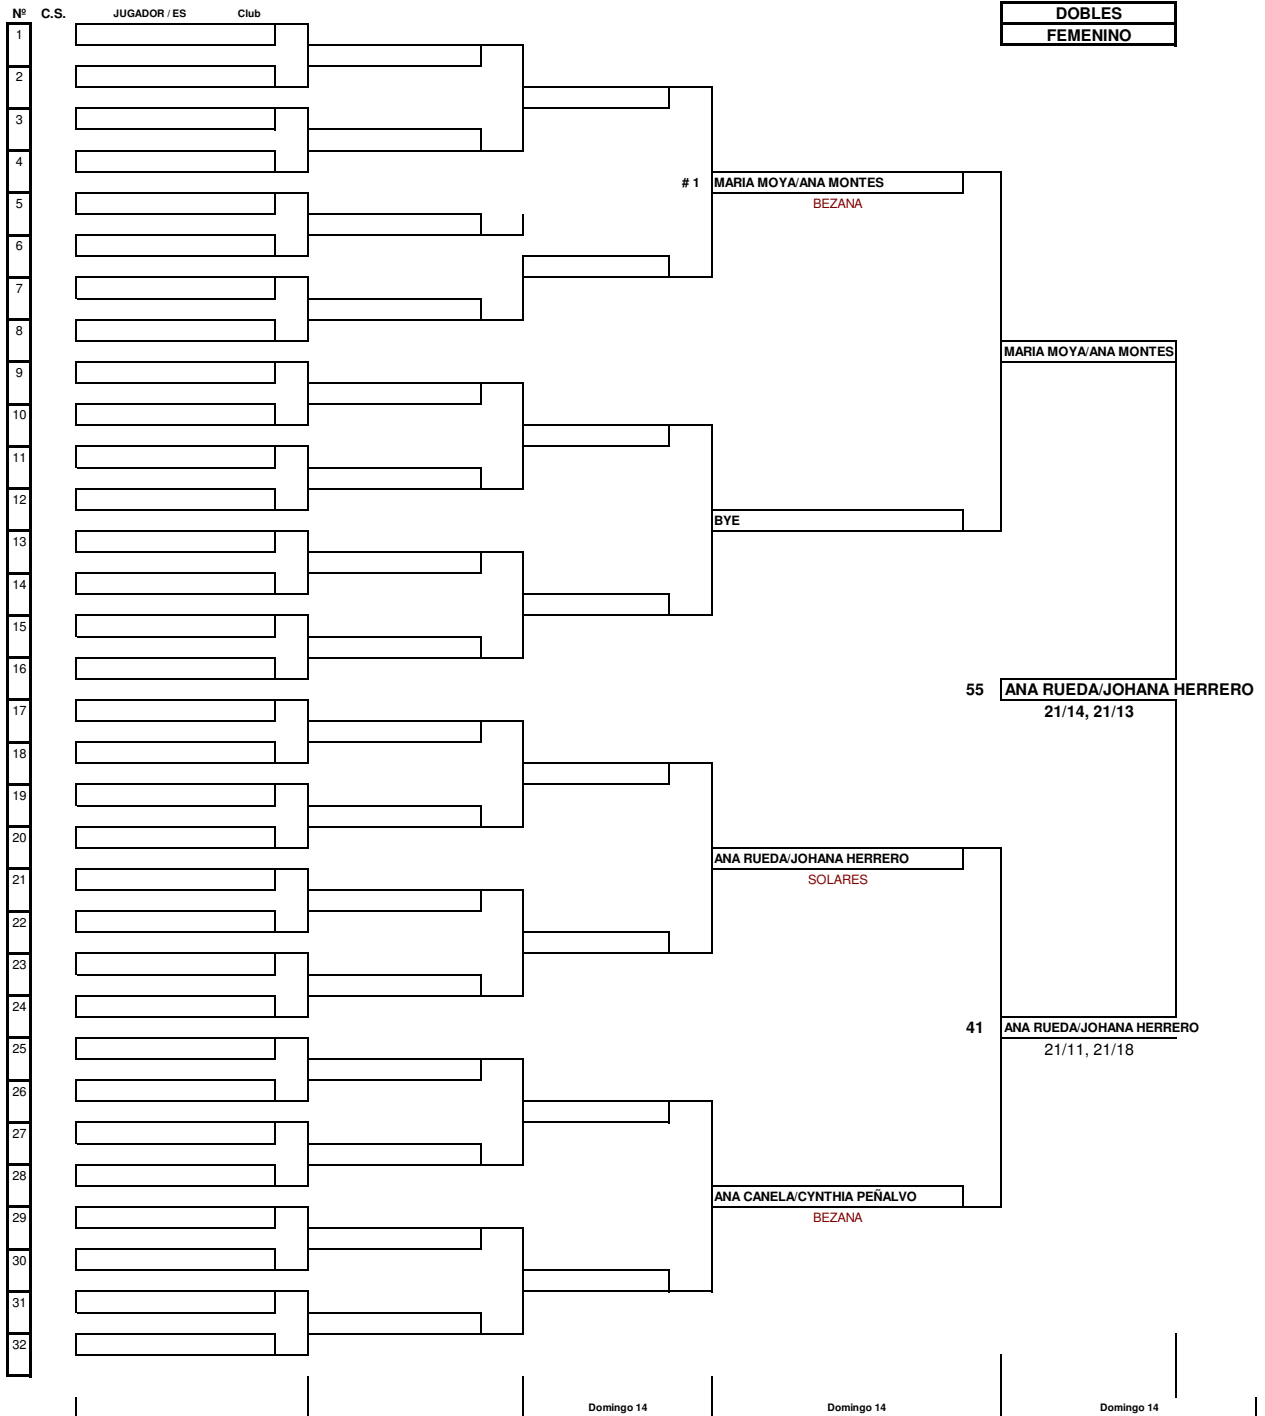 Nº C.S. JUGADOR / ES Club
DOBLES
FEMENINO
1
2
3
4
# 1 MARIA MOYA/ANA MONTES
5
BEZANA
6
7
8
MARIA MOYA/ANA MONTES
9
10
11
12
BYE
13
14
15
16
55 ANA RUEDA/JOHANA HERRERO
17
21/14, 21/13
18
19
20
ANA RUEDA/JOHANA HERRERO
21
SOLARES
22
23
24
41 ANA RUEDA/JOHANA HERRERO
25
21/11, 21/18
26
27
28
ANA CANELA/CYNTHIA PEÑALVO
29
BEZANA
30
31
32
Domingo 14 Domingo 14 Domingo 14